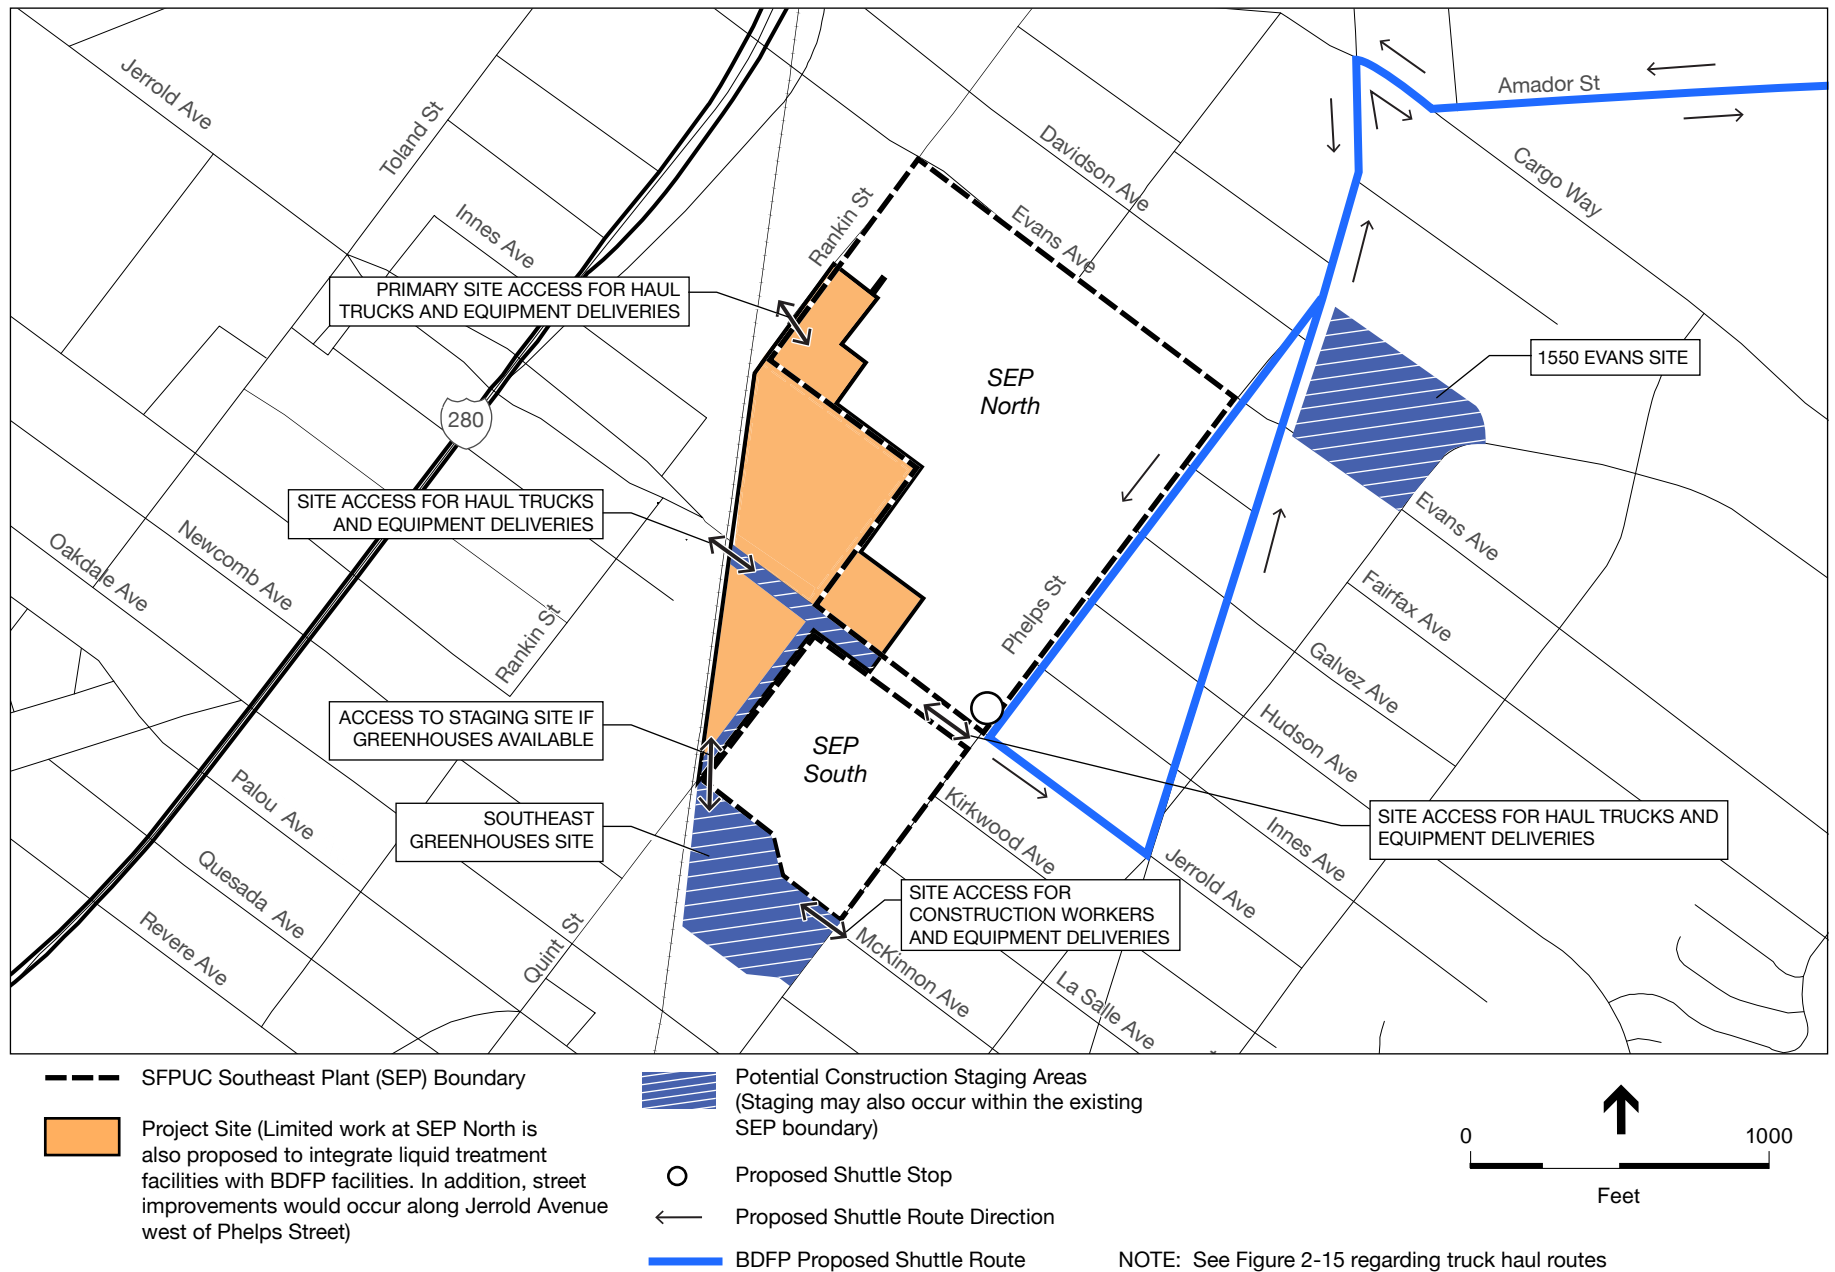 Jerrold Ave
Toland St
Amador St
Davidson Ave
Cargo Way
Innes Ave
Rankin St
Evans Ave
PRIMARY SITE ACCESS FOR HAUL
TRUCKS AND EQUIPMENT DELIVERIES
1550 EVANS SITE
SEP
North
280
SITE ACCESS FOR HAUL TRUCKS
AND EQUIPMENT DELIVERIES
Evans Ave
Newcomb Ave
Oakdale Ave
Fairfax Ave
Phelps St
Rankin St
Galvez Ave
ACCESS TO STAGING SITE IF
GREENHOUSES AVAILABLE
Hudson Ave
SEP
South
Palou Ave
SOUTHEAST
GREENHOUSES SITE
Kirkwood Ave
SITE ACCESS FOR HAUL TRUCKS AND
EQUIPMENT DELIVERIES
Innes Ave
Jerrold Ave
Quesada Ave
SITE ACCESS FOR
CONSTRUCTION WORKERS
AND EQUIPMENT DELIVERIES
Revere Ave
Quint St
McKinnon Ave
La Salle Ave
SFPUC Southeast Plant (SEP) Boundary
Project Site (Limited work at SEP North is
also proposed to integrate liquid treatment
facilities with BDFP facilities. In addition, street
improvements would occur along Jerrold Avenue
west of Phelps Street)
Potential Construction Staging Areas
(Staging may also occur within the existing
SEP boundary)
Proposed Shuttle Stop
Proposed Shuttle Route Direction
BDFP Proposed Shuttle Route
NOTE: See Figure 2-15 regarding truck haul routes
0 1000
Feet